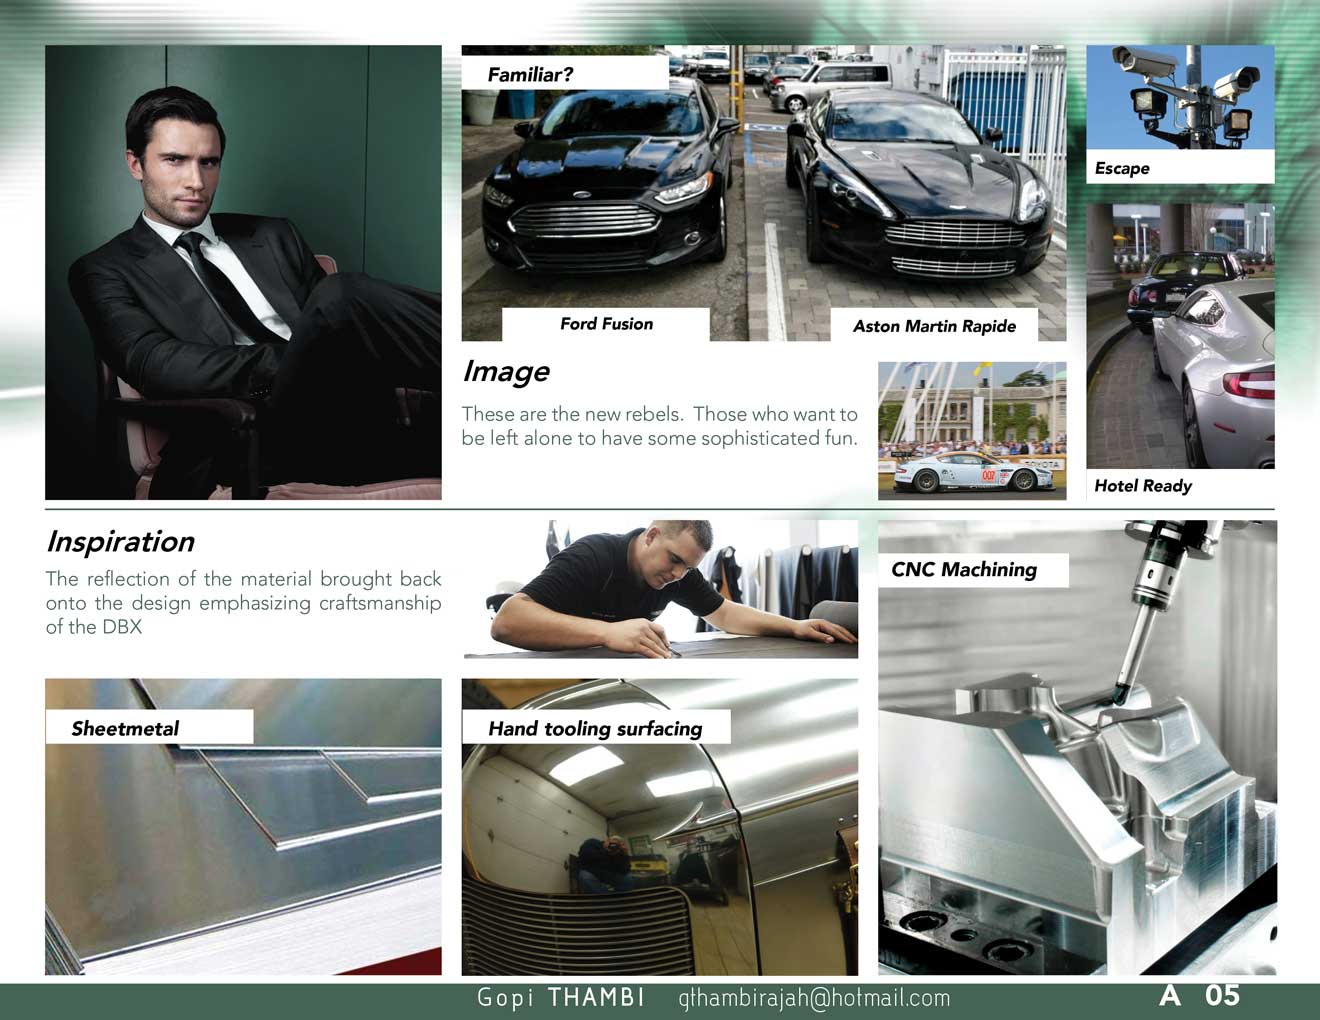 Familiar?
Ford Fusion
Aston Martin Rapide
Escape
Hotel Ready
Image
These are the new rebels.  Those who want to
be left alone to have some sophisticated fun.
007
TOYOTA
Inspiration
The reflection of the material brought back
onto the design emphasizing craftsmanship
of the DBX
CNC Machining
Sheetmetal
Hand tooling surfacing
Gopi THAMBI gthambirajah@hotmail.com
A 05